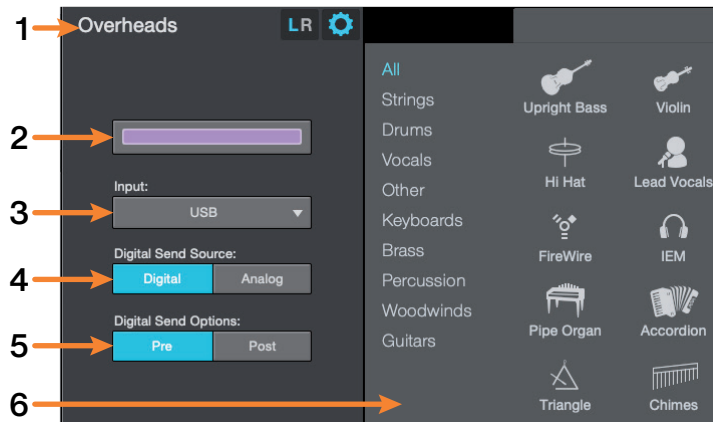 1
Overheads
LR
2
Input:
3
USB
Digital Send Source:
4
Digital
Analog
Digital Send Options:
5
Pre
Post
6
All
Strings
Drums
Vocals
Other
Keyboards
Brass
Percussion
Woodwinds
Guitars
Upright Bass
Violin
Hi Hat
Lead Vocals
FireWire
IEM
Pipe Organ
Accordion
Triangle
Chimes